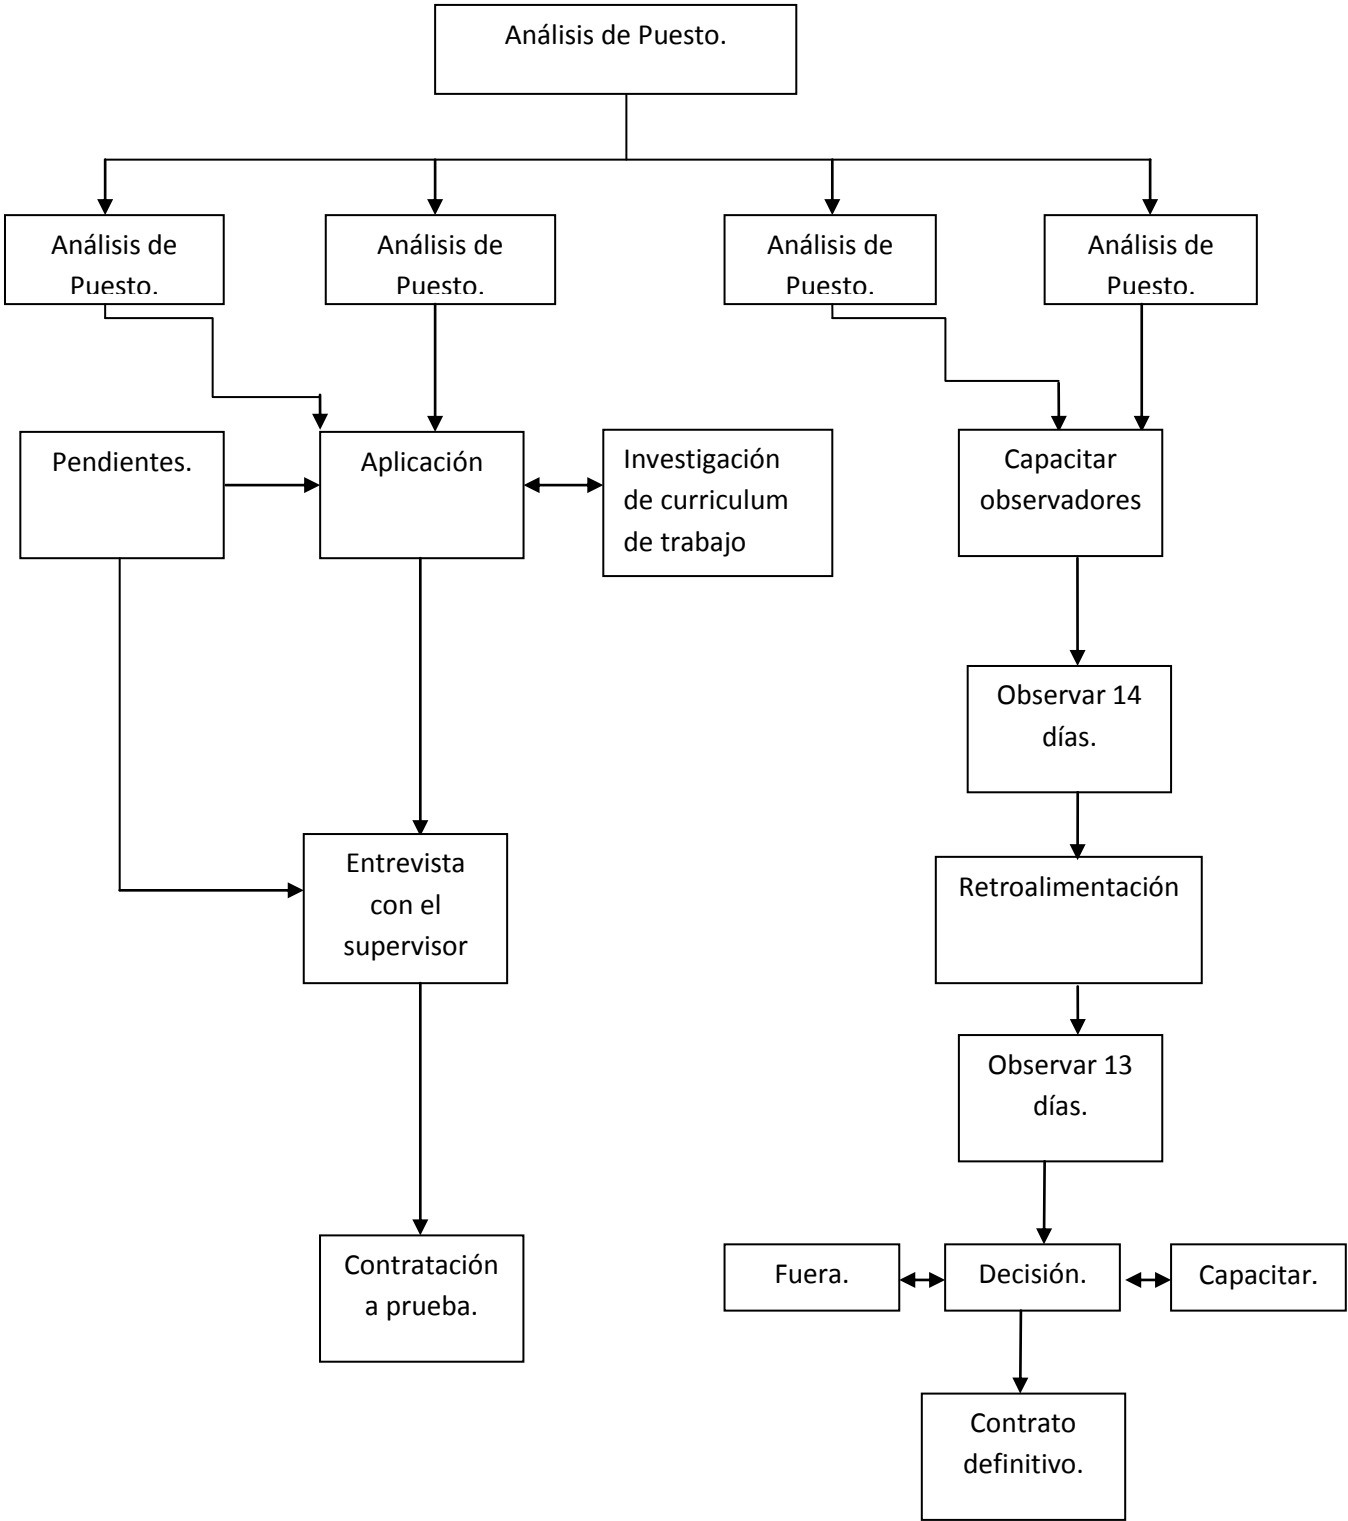 Análisis de Puesto.
Análisis de
Puesto.
Análisis de
Puesto.
Análisis de
Puesto.
Análisis de
Puesto.
Pendientes.
Aplicación
Investigación
de curriculum
de trabajo
Capacitar
observadores
Observar 14
días.
Entrevista
con el
supervisor
Retroalimentación
Observar 13
días.
Contratación
a prueba.
Fuera.
Decisión.
Capacitar.
Contrato
definitivo.